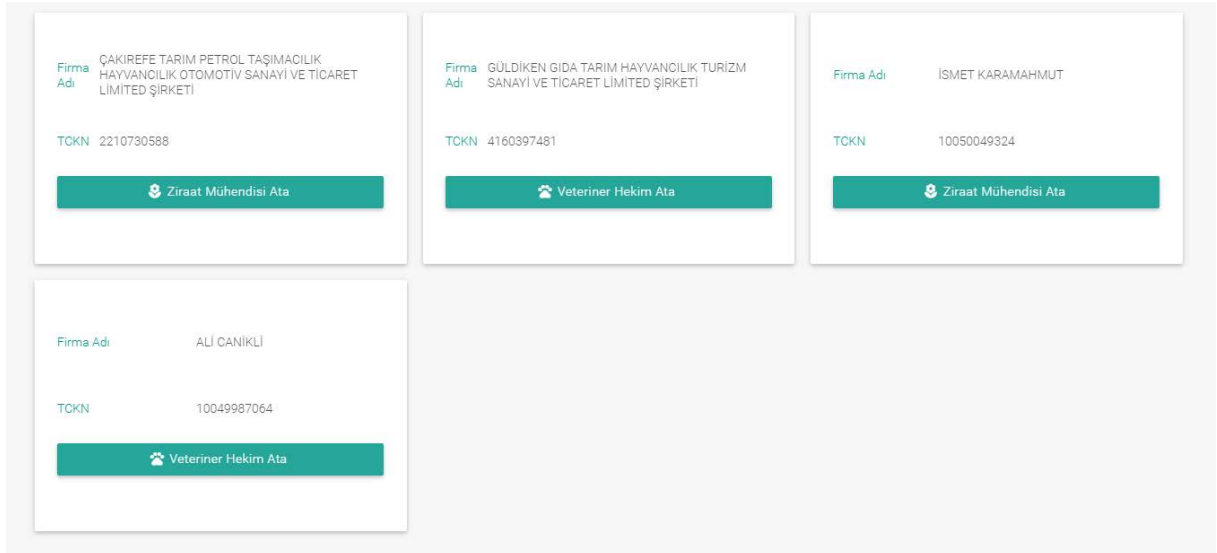 Firma Adı
ÇAKIREFE TARIM PETROL TAŞIMACILIK
HAYVANCILIK OTOMOTİV SANAYİ VE TİCARET
LİMİTED ŞİRKETİ
TCKN 2210730588
Ziraat Mühendisi Ata
Firma Adı
GÜLDİKEN GIDA TARIM HAYVANCILIK TURİZM
SANAYİ VE TİCARET LİMİTED ŞİRKETİ
TCKN 4160397481
Veteriner Hekim Ata
Firma Adı İSMET KARAMAHMUT
TCKN 10050049324
Ziraat Mühendisi Ata
Firma Adı ALİ CANİKLİ
TCKN 10049987064
Veteriner Hekim Ata